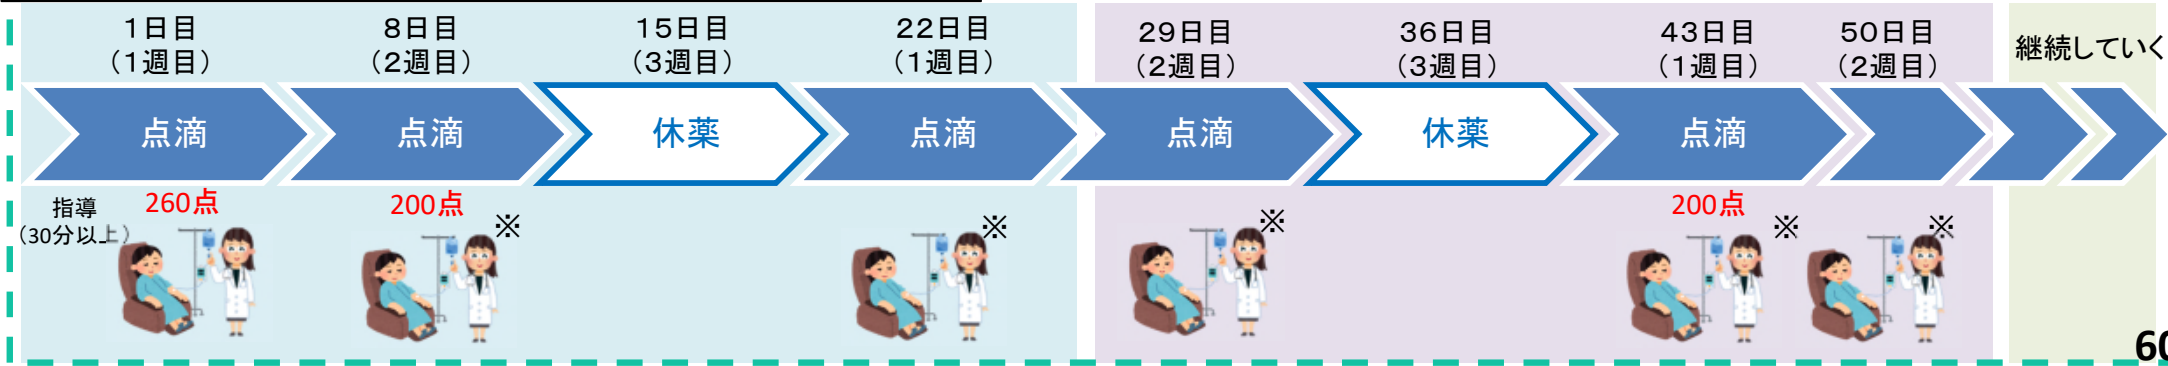 1日目
（1週目）
8日目
（2週目）
15日目
（3週目）
22日目
（1週目）
29日目
（2週目）
36日目
（3週目）
43日目
（1週目）
50日目
（2週目）
継続していく
点滴
点滴
休薬
点滴
点滴
休薬
点滴
指導
（30分以上）
260点
200点
※
※
※
200点
※
※
60